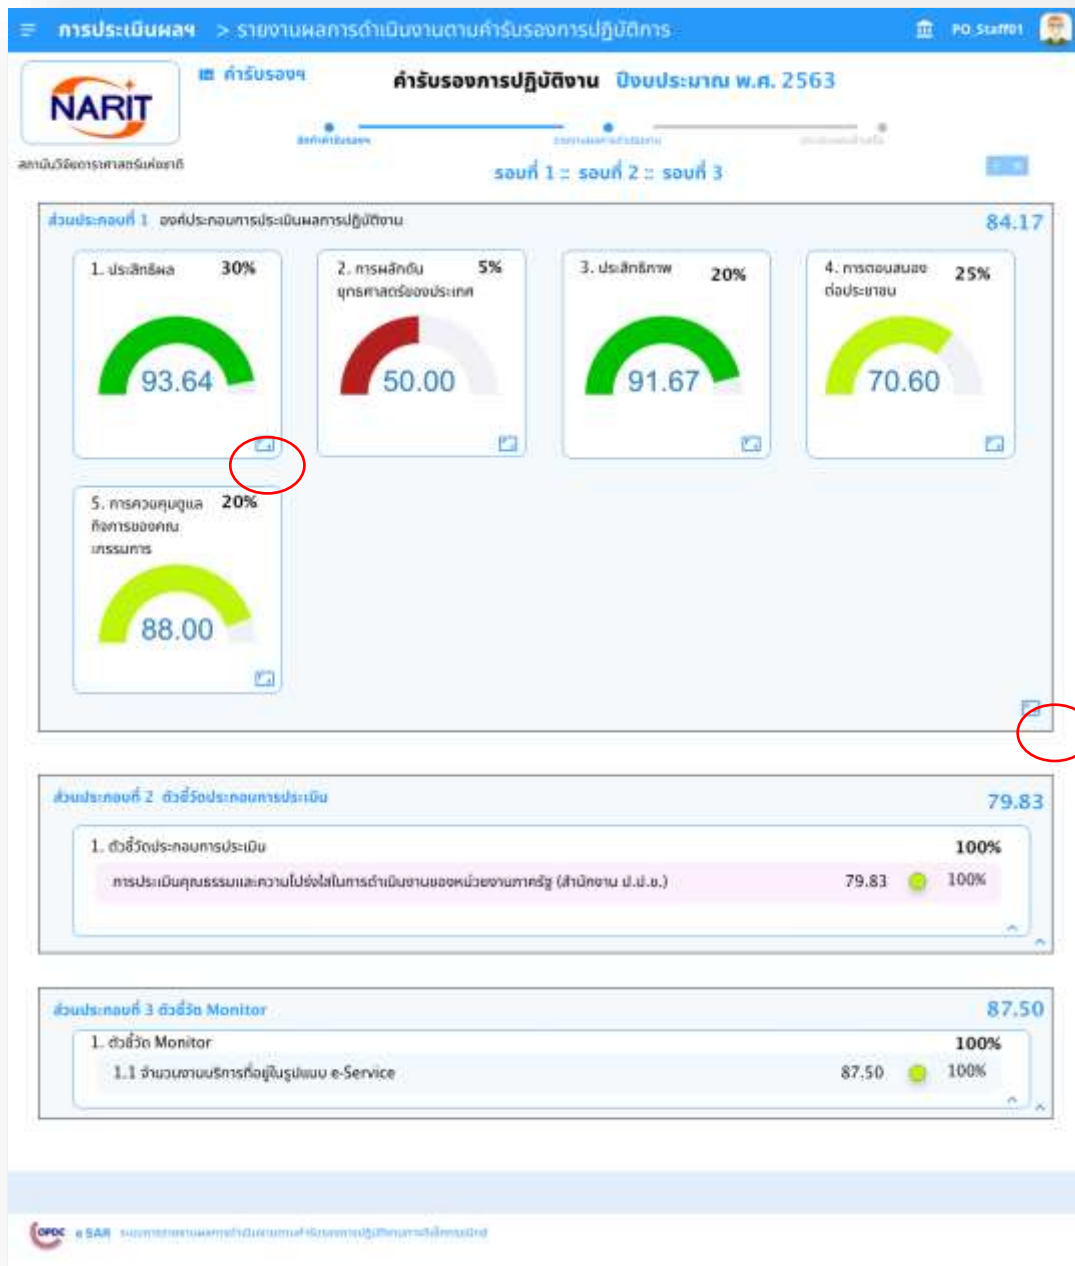 การประเมินผลฯ > รายงานผลการดำเนินงานตามคำรับรองการปฏิบัติการ PO_Staff01
NARIT
คำรับรองฯ
คำรับรองการปฏิบัติงาน ปีงบประมาณ พ.ศ. 2563
สถาบันวิจัยดาราศาสตร์แห่งชาติ
รอบที่ 1 :: รอบที่ 2 :: รอบที่ 3
ส่วนประกอบที่ 1 องค์ประกอบการประเมินผลการปฏิบัติงาน 84.17
1. ประสิทธิผล 30%
93.64
2. การผลักดัน 5%
ยุทธศาสตร์ของประเทศ
50.00
3. ประสิทธิภาพ 20%
91.67
4. การตอบสนอง 25%
ต่อประชาชน
70.60
5. การควบคุมดูแล 20%
กิจการของคณ
ะกรรมการ
88.00
ส่วนประกอบที่ 2 ตัวชี้วัดประกอบการประเมิน 79.83
1. ตัวชี้วัดประกอบการประเมิน 100%
การประเมินคุณธรรมและความโปร่งใสในการดำเนินงานของหน่วยงานภาครัฐ (สำนักงาน ป.ป.ช.) 79.83 100%
ส่วนประกอบที่ 3 ตัวชี้วัด Monitor 87.50
1. ตัวชี้วัด Monitor 100%
1.1 จำนวนงานบริการที่อยู่ในรูปแบบ e-Service 87.50 100%
OPDC e SAR